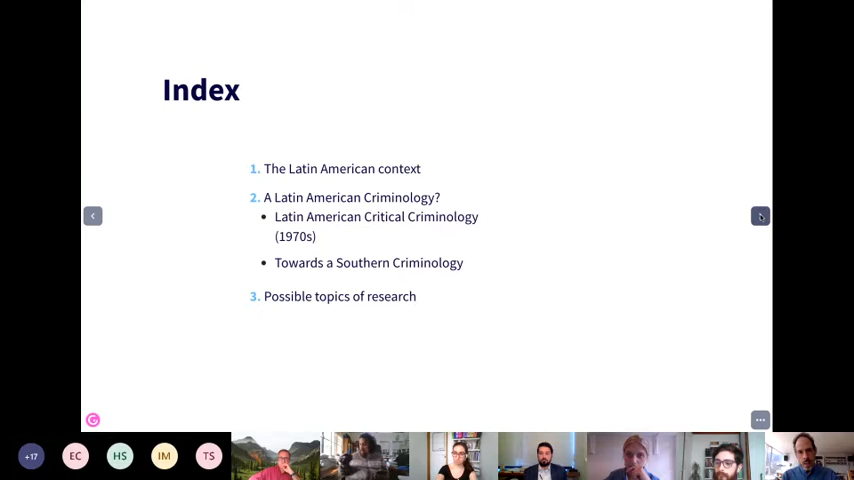 Index
1. The Latin American context
2. A Latin American Criminology?
• Latin American Critical Criminology
(1970s)
• Towards a Southern Criminology
3. Possible topics of research
+17
EC
HS
IM
TS